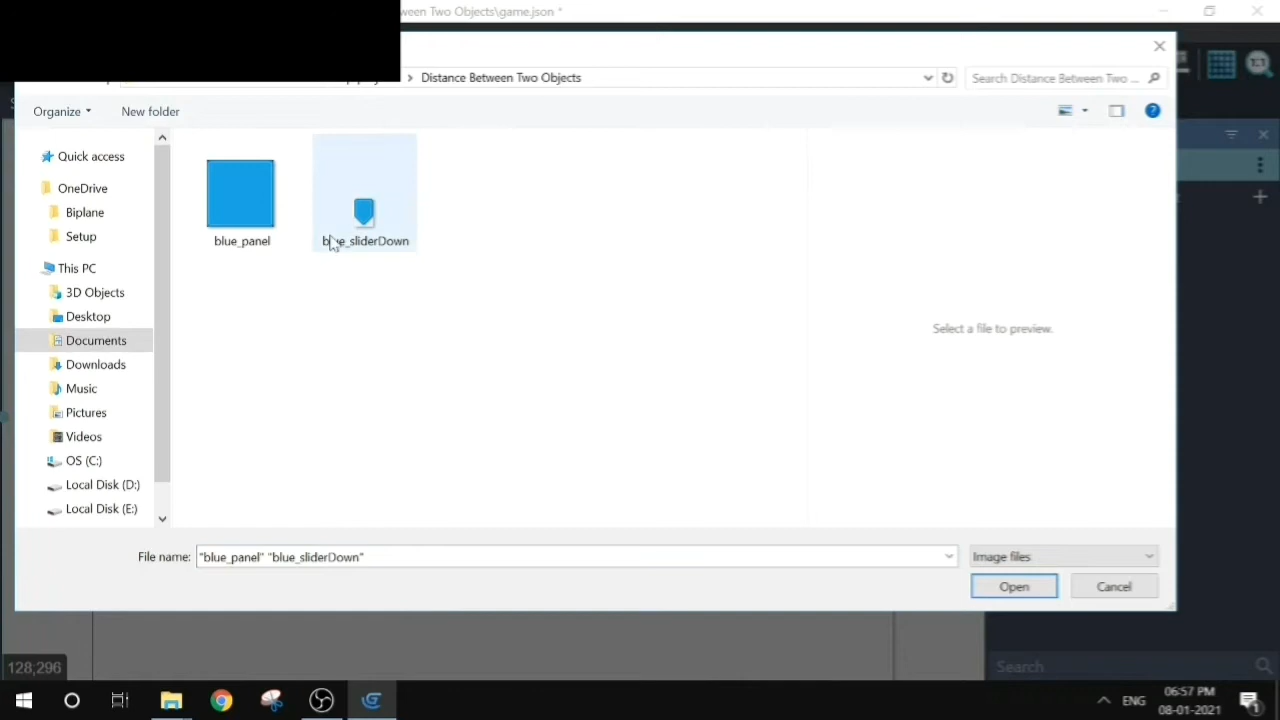 ween Two Objects\game.json *
Distance Between Two Objects
Search Distance Between Two ...
Organize
New folder
Quick access
OneDrive
Biplane
Setup
This PC
3D Objects
Desktop
Documents
Downloads
Music
Pictures
Videos
OS (C:)
Local Disk (D:)
Local Disk (E:)
blue_panel
blue_sliderDown
Select a file to preview.
File name:
"blue_panel" "blue_sliderDown"
Image files
Open
Cancel
128,296
Search
ENG
06:57 PM
08-01-2021
1